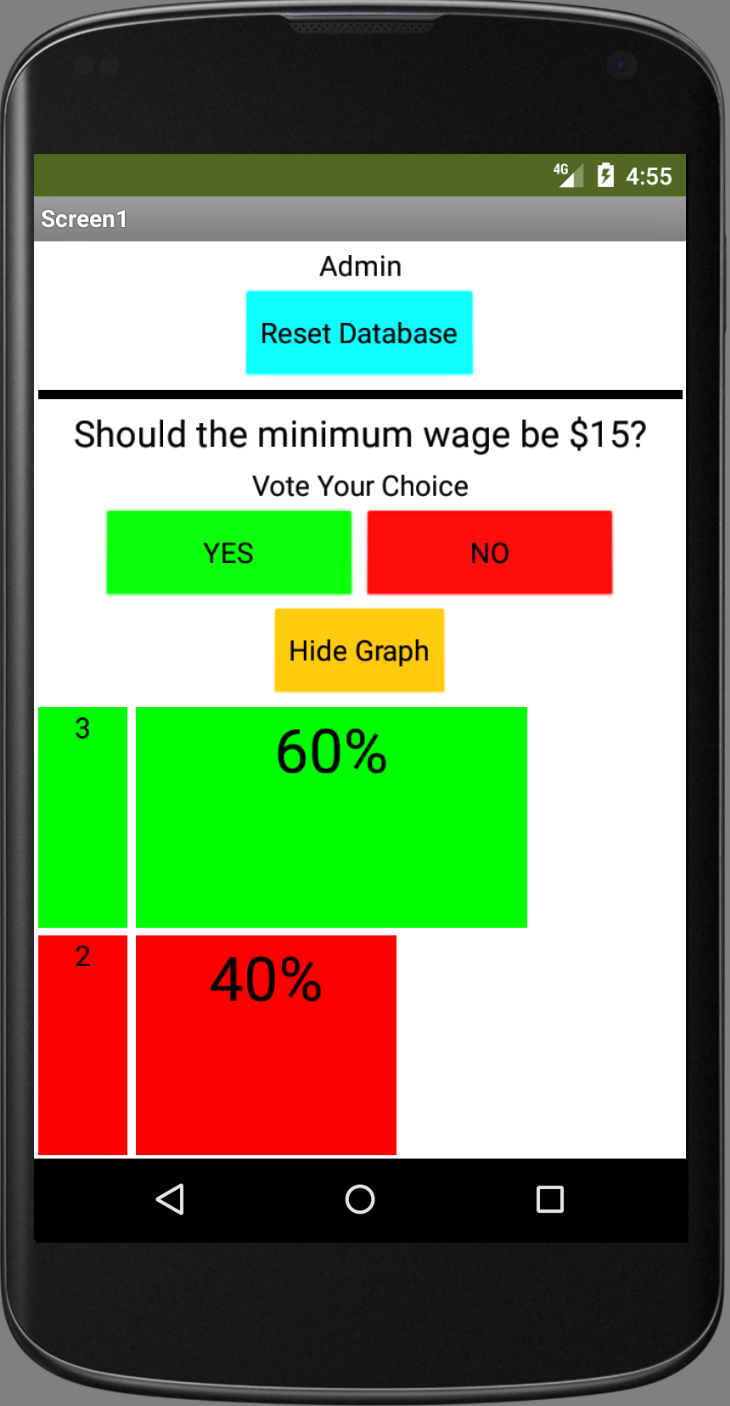 4G 4:55
Screen1
Admin
Reset Database
Should the minimum wage be $15?
Vote Your Choice
YES NO
Hide Graph
3 60%
2 40%